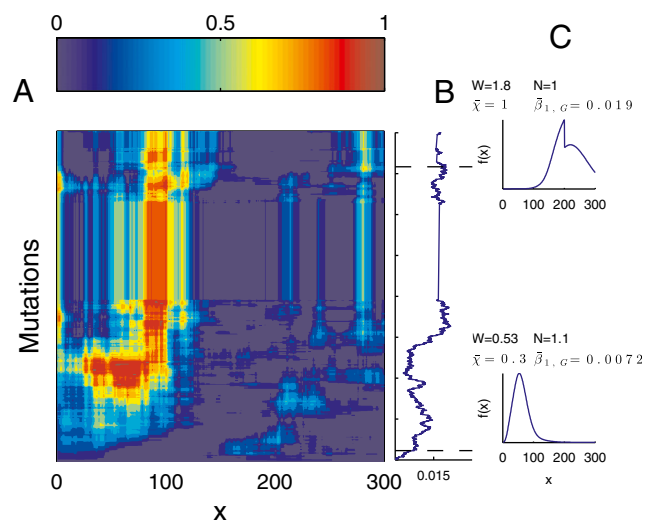 0 0.5 1
C
A
B
W=1.8 N=1
χ̄ = 1 β̄1, G = 0.019
f(x)
0 100 200 300
Mutations
W=0.53 N=1.1
χ̄ = 0.3 β̄1, G = 0.0072
f(x)
0 100 200 300
x
0.015
0 100 200 300
x